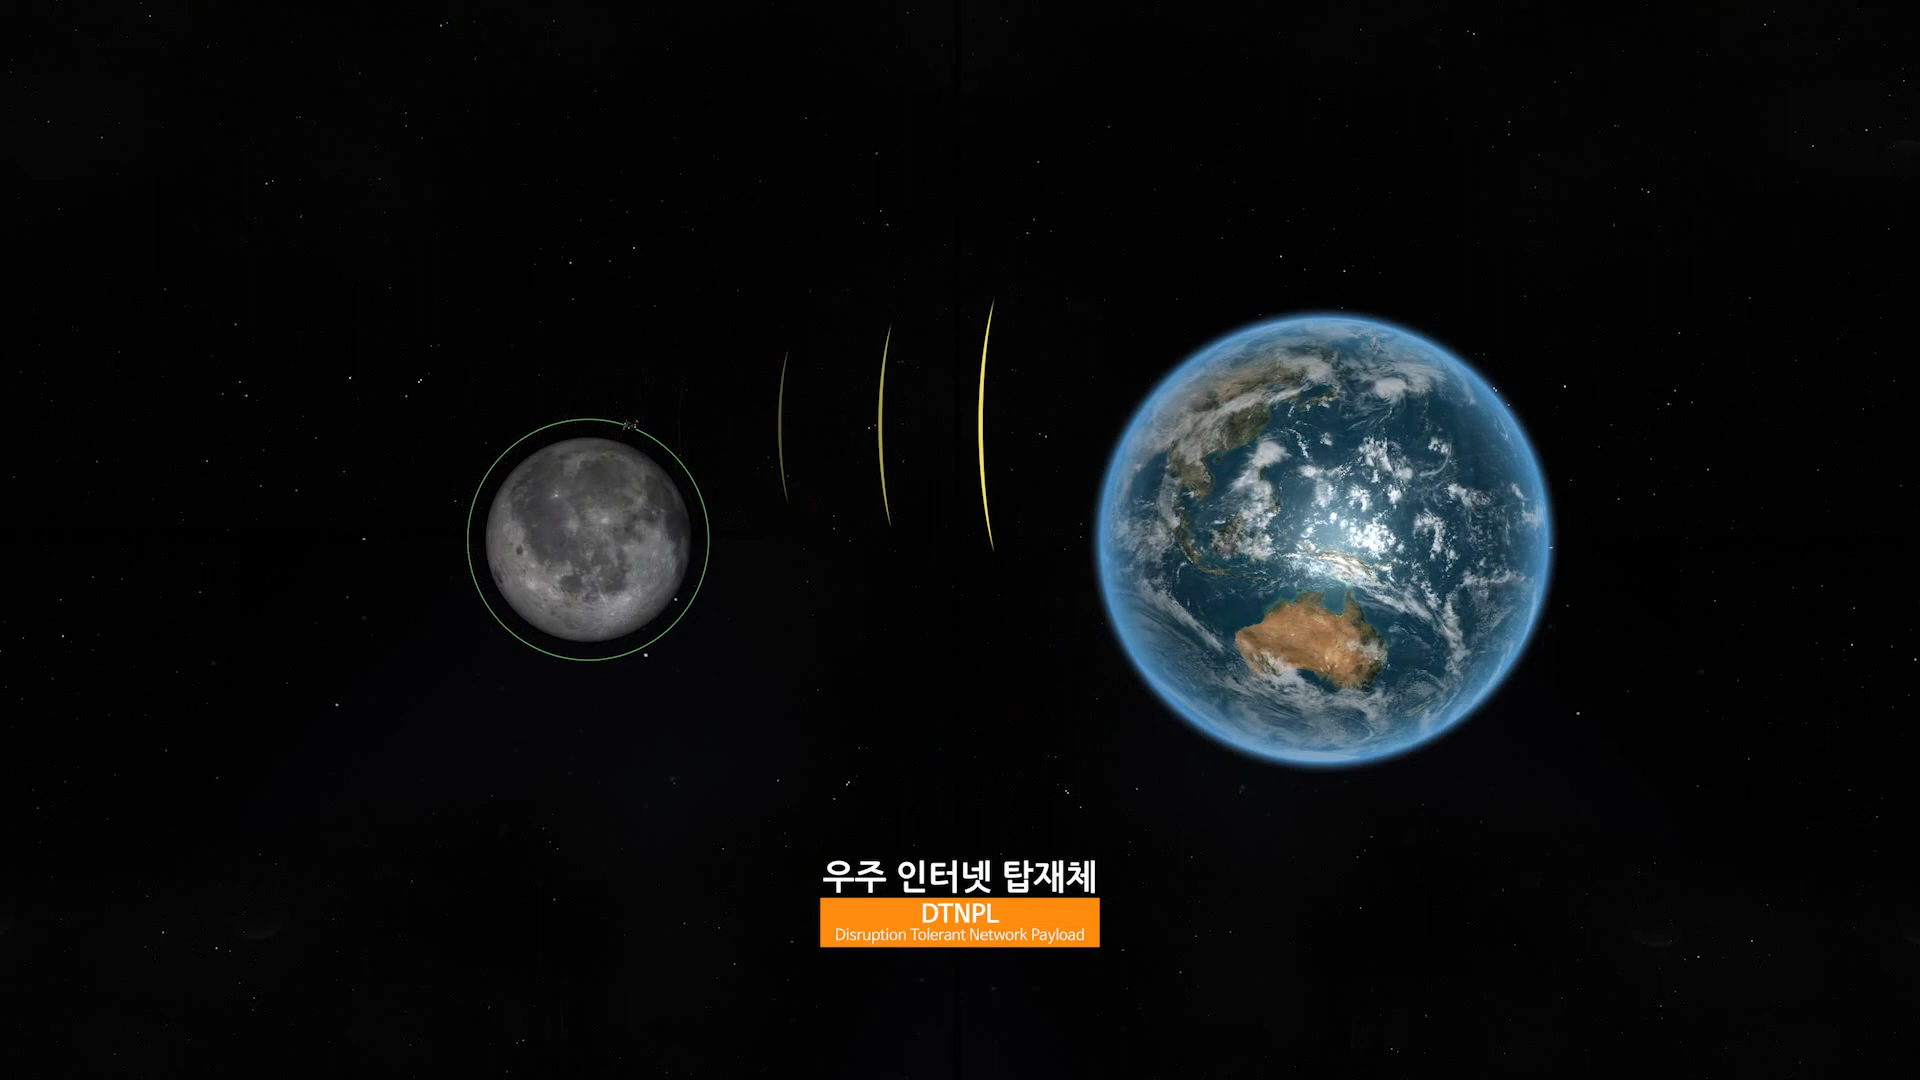 우주 인터넷 탑재체
DTNPL
Disruption Tolerant Network Payload